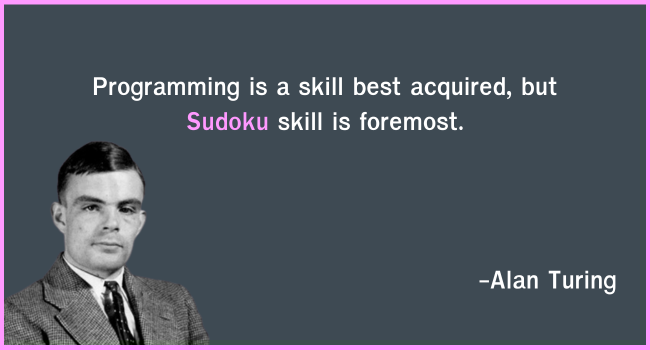 Programming is a skill best acquired, but
Sudoku skill is foremost.
–Alan Turing